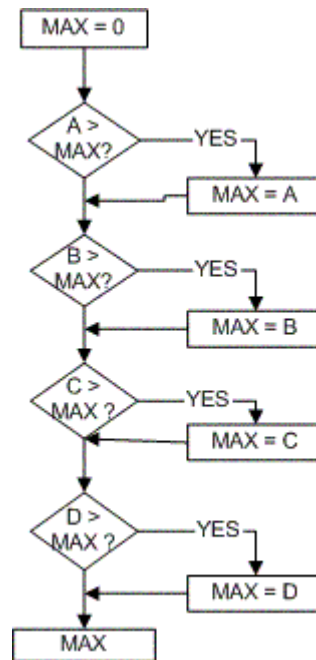 MAX = 0
A >
MAX?
YES
MAX = A
B >
MAX?
YES
MAX = B
C >
MAX ?
YES
MAX = C
D >
MAX ?
YES
MAX = D
MAX